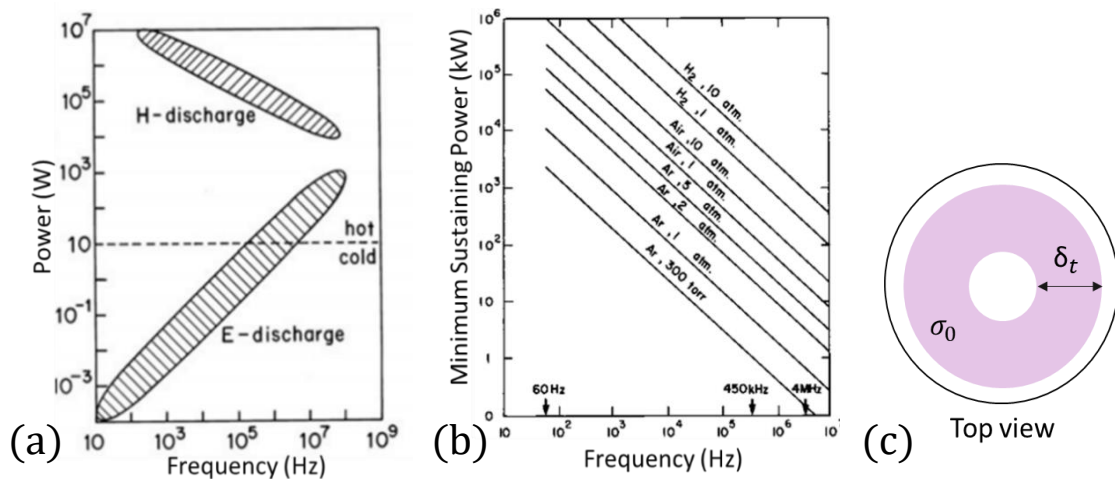 Power (W)
10⁷
10⁵
10³
10
10⁻¹
10⁻³
H-discharge
hot
cold
E-discharge
10
10³
10⁵
10⁷
10⁹
Frequency (Hz)
(a)
Minimum Sustaining Power (kW)
10⁶
10⁵
10⁴
10³
10²
10
1
0
H₂, 10 atm.
H₂, 1 atm.
Air, 10 atm.
Air, 1 atm.
Ar, 5 atm.
Ar, 2 atm.
Ar, 1 atm.
Ar, 300 torr
60Hz
450kHz
4MHz
10
10²
10³
10⁴
10⁵
10⁶
10⁷
Frequency (Hz)
(b)
δₜ
σ₀
Top view
(c)